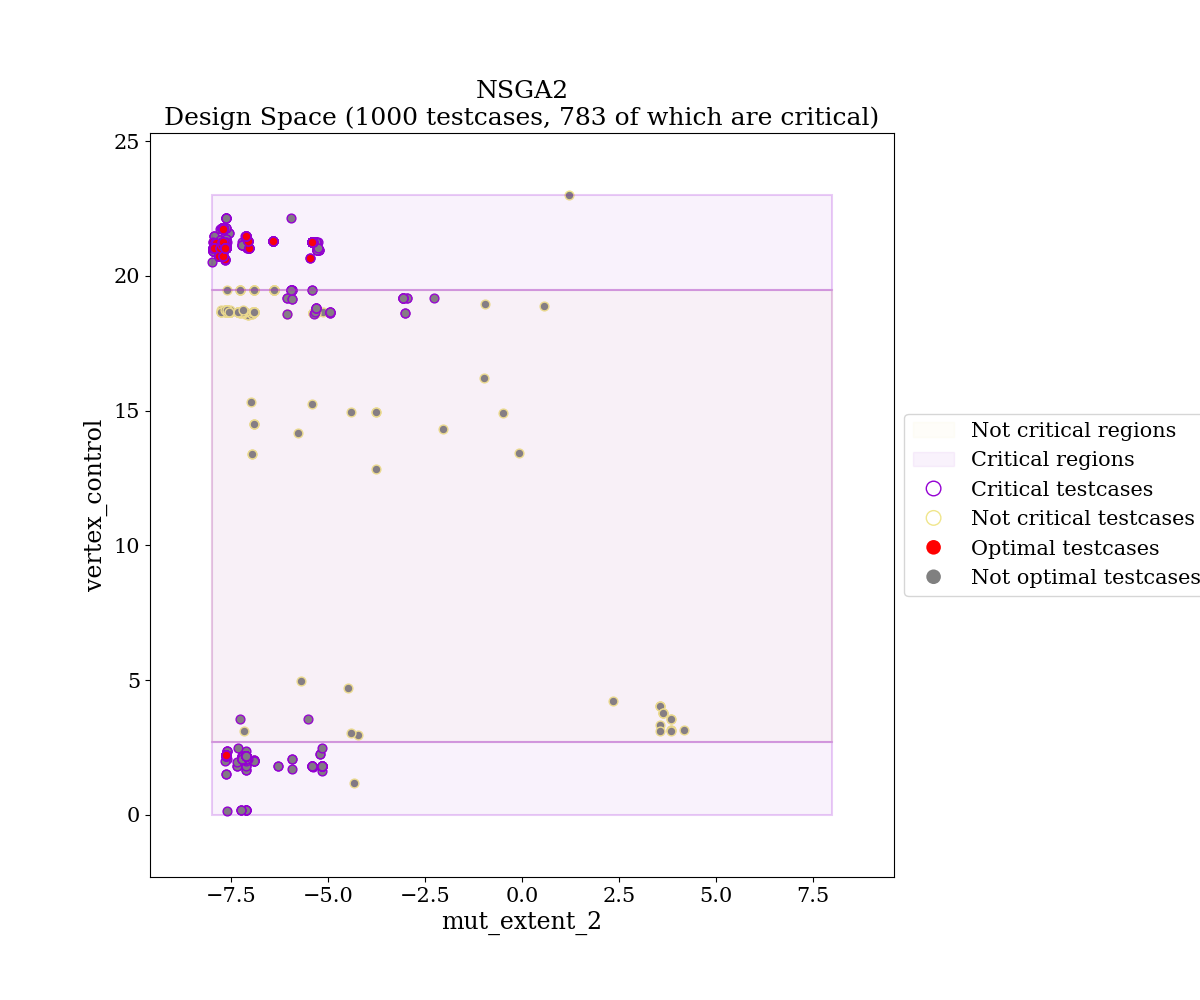 NSGA2
Design Space (1000 testcases, 783 of which are critical)
25
20
15
10
5
0
vertex_control
−7.5
−5.0
−2.5
0.0
2.5
5.0
7.5
mut_extent_2
Not critical regions
Critical regions
Critical testcases
Not critical testcases
Optimal testcases
Not optimal testcases